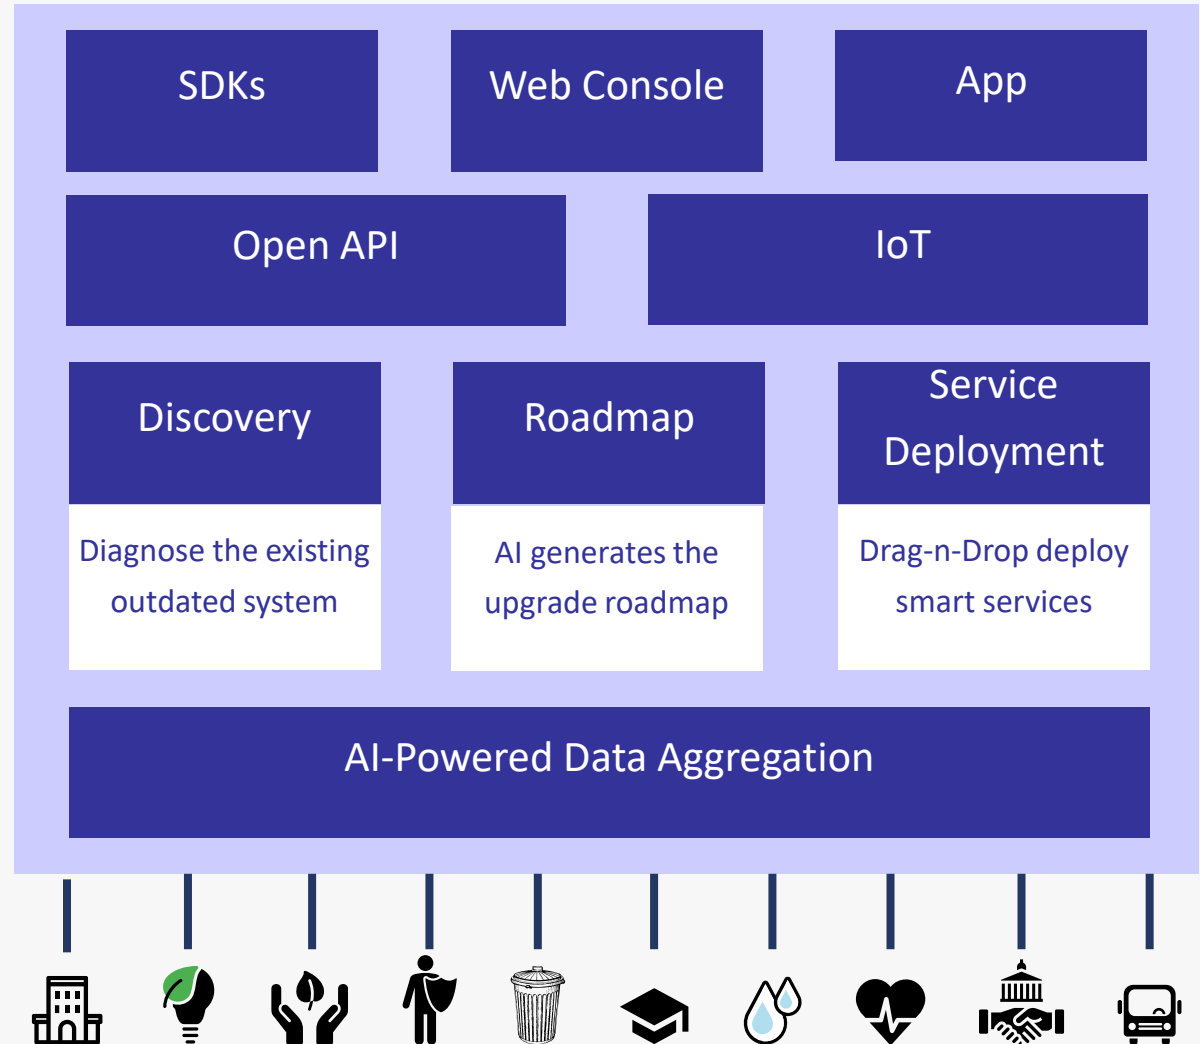 SDKs
Web Console
App
Open API
IoT
Discovery
Roadmap
Service
Deployment
Diagnose the existing
outdated system
AI generates the
upgrade roadmap
Drag-n-Drop deploy
smart services
AI-Powered Data Aggregation